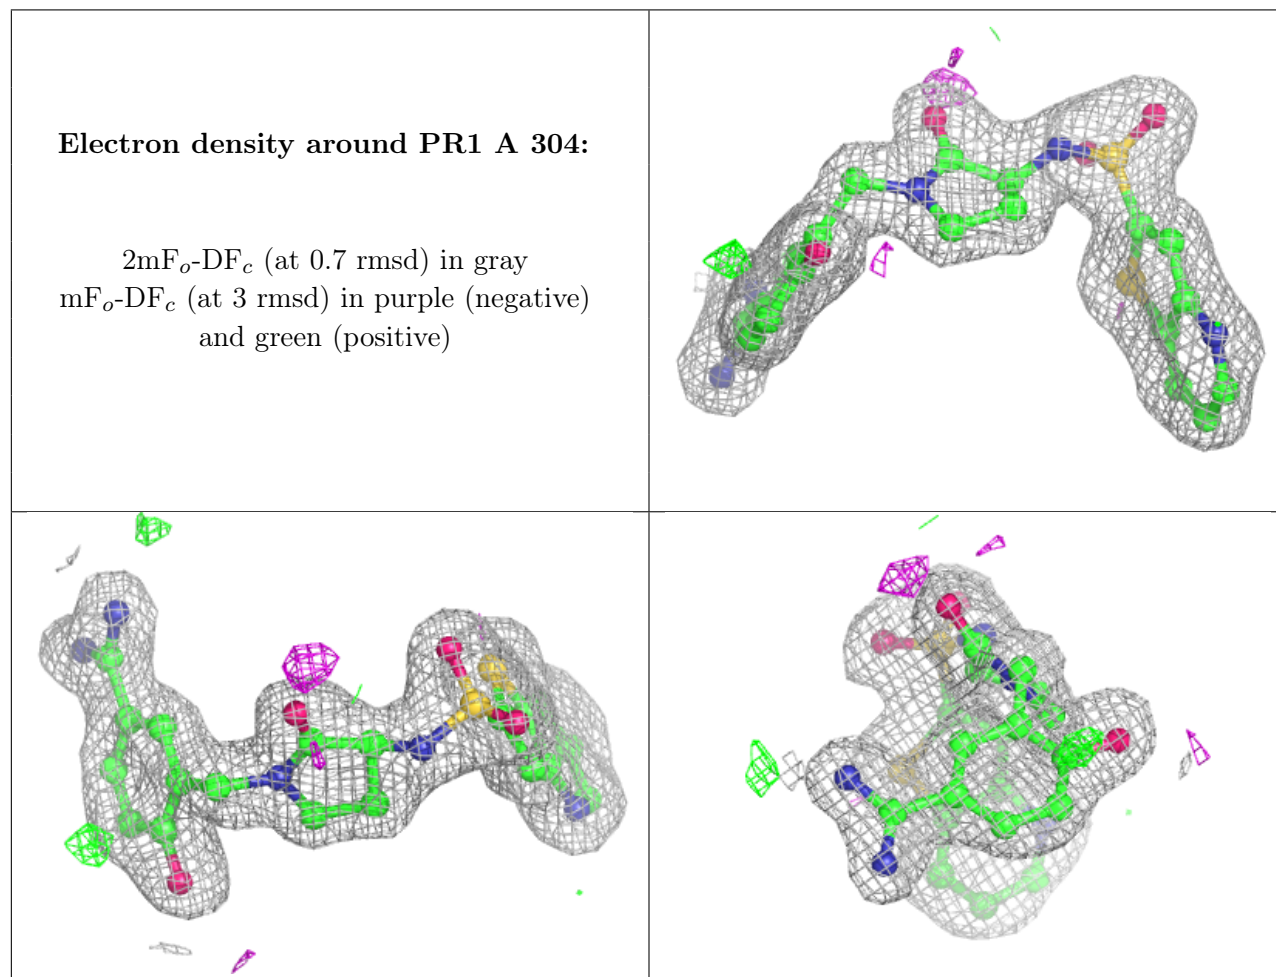 Electron density around PR1 A 304:
2mFo-DFc (at 0.7 rmsd) in gray
mFo-DFc (at 3 rmsd) in purple (negative)
and green (positive)